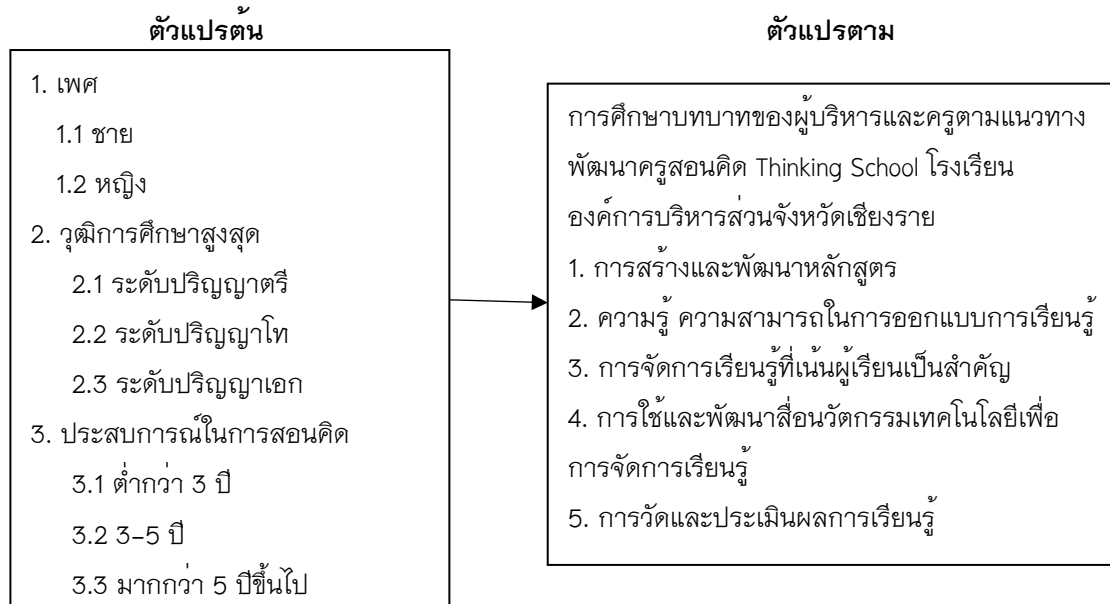 ตัวแปรต้น
1. เพศ
1.1 ชาย
1.2 หญิง
2. วุฒิการศึกษาสูงสุด
2.1 ระดับปริญญาตรี
2.2 ระดับปริญญาโท
2.3 ระดับปริญญาเอก
3. ประสบการณ์ในการสอนคิด
3.1 ต่ำกว่า 3 ปี
3.2 3-5 ปี
3.3 มากกว่า 5 ปีขึ้นไป
ตัวแปรตาม
การศึกษาบทบาทของผู้บริหารและครูตามแนวทาง
พัฒนาครูสอนคิด Thinking School โรงเรียน
องค์การบริหารส่วนจังหวัดเชียงราย
1. การสร้างและพัฒนาหลักสูตร
2. ความรู้ ความสามารถในการออกแบบการเรียนรู้
3. การจัดการเรียนรู้ที่เน้นผู้เรียนเป็นสำคัญ
4. การใช้และพัฒนาสื่อนวัตกรรมเทคโนโลยีเพื่อ
การจัดการเรียนรู้
5. การวัดและประเมินผลการเรียนรู้